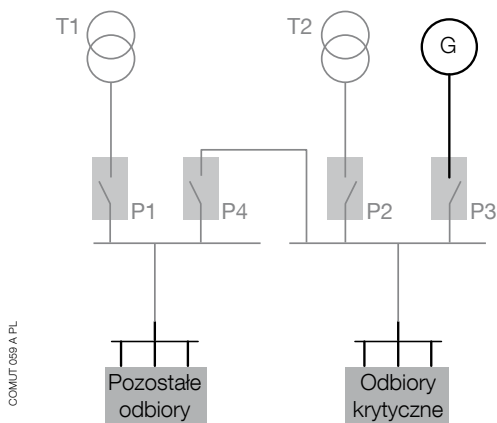 T1
T2
G
P1
P4
P2
P3
Pozostałe
odbiory
Odbiory
krytyczne
COMUT 059 A PL